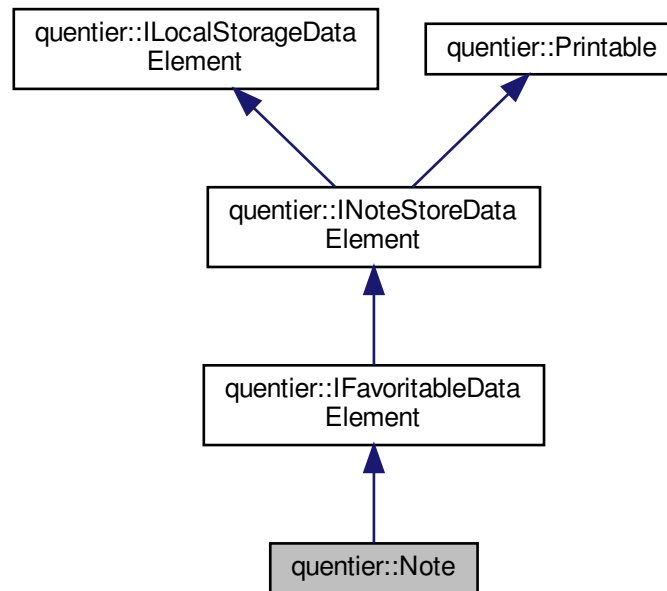 quentier::ILocalStorageData
Element
quentier::Printable
quentier::INoteStoreData
Element
quentier::IFavoritableData
Element
quentier::Note